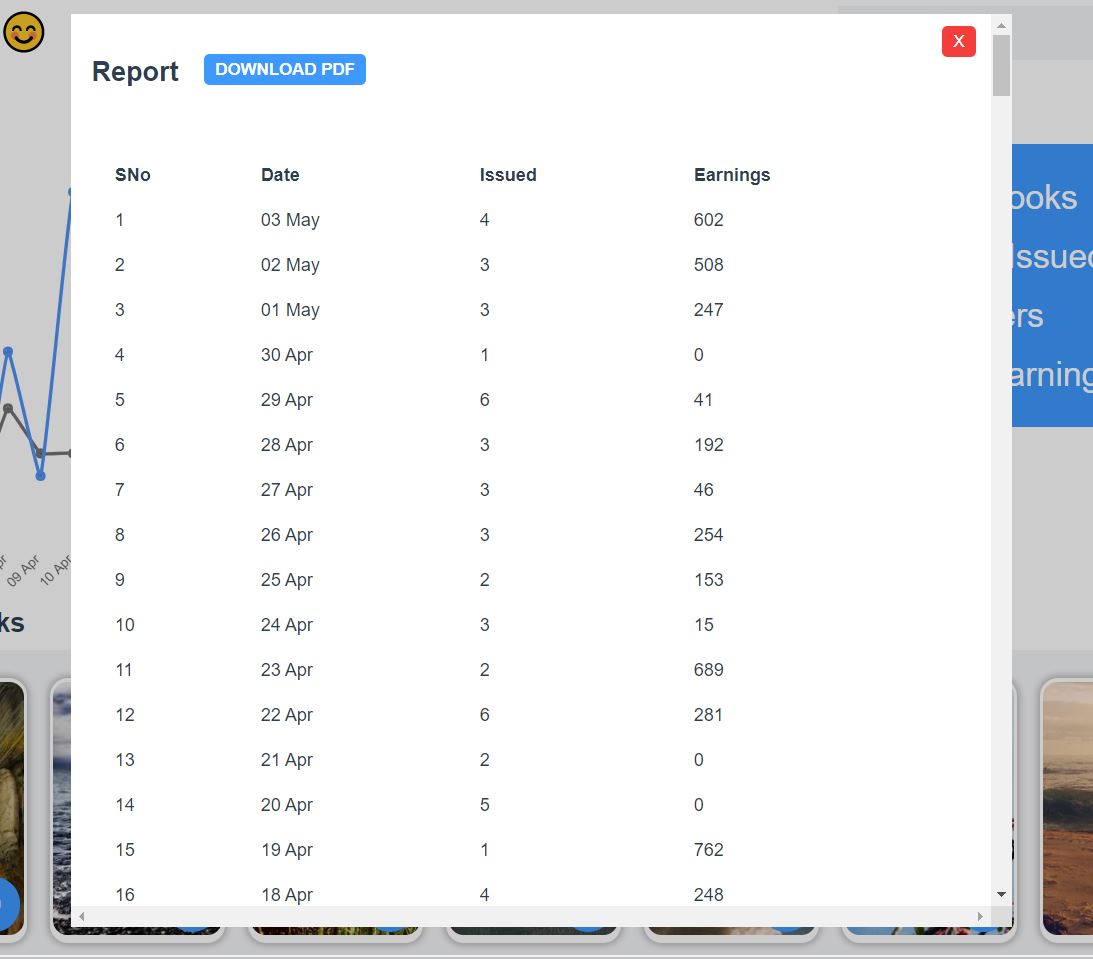 X
Report DOWNLOAD PDF
SNo Date Issued Earnings
1 03 May 4 602
2 02 May 3 508
3 01 May 3 247
4 30 Apr 1 0
5 29 Apr 6 41
6 28 Apr 3 192
7 27 Apr 3 46
8 26 Apr 3 254
9 25 Apr 2 153
10 24 Apr 3 15
11 23 Apr 2 689
12 22 Apr 6 281
13 21 Apr 2 0
14 20 Apr 5 0
15 19 Apr 1 762
16 18 Apr 4 248
ooks
Issued
ers
arning
09 Apr
10 Apr
ks